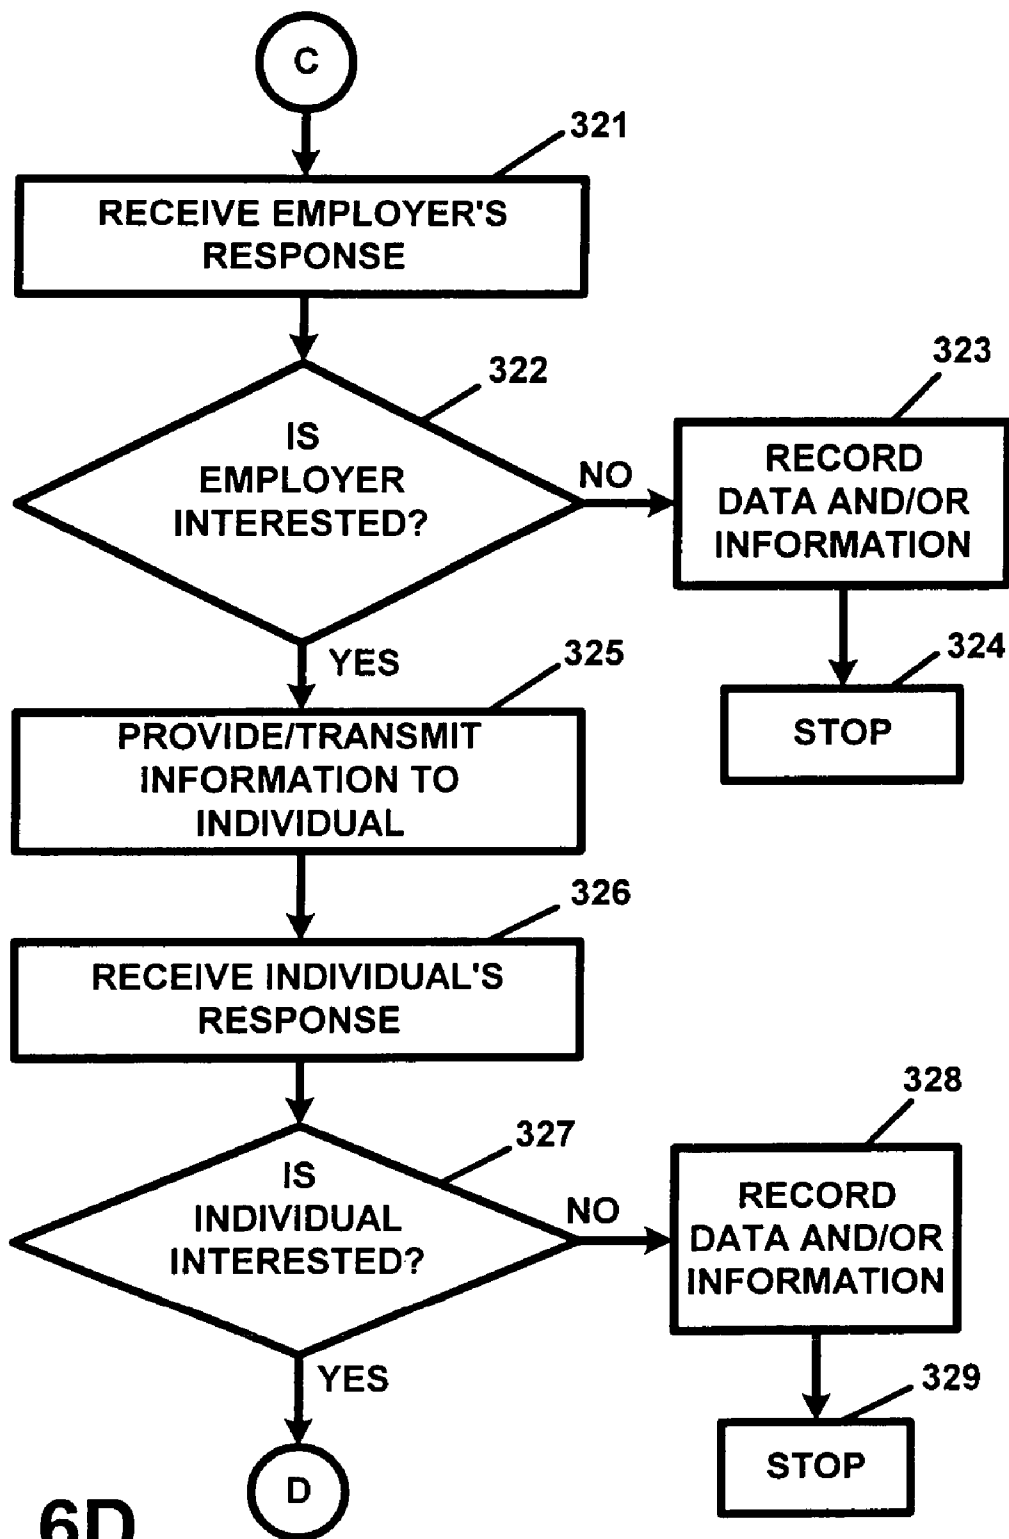 C
321
RECEIVE EMPLOYER'S
RESPONSE
322
IS
EMPLOYER
INTERESTED?
NO
323
RECORD
DATA AND/OR
INFORMATION
324
STOP
YES
325
PROVIDE/TRANSMIT
INFORMATION TO
INDIVIDUAL
326
RECEIVE INDIVIDUAL'S
RESPONSE
327
IS
INDIVIDUAL
INTERESTED?
NO
328
RECORD
DATA AND/OR
INFORMATION
329
STOP
YES
D
6D